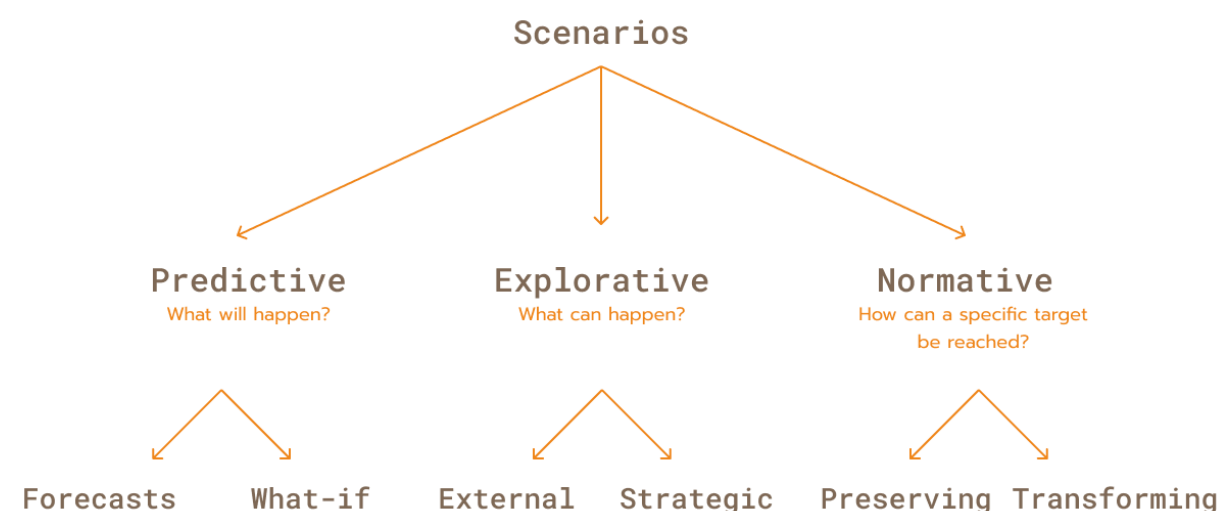 Scenarios
Predictive
What will happen?
Explorative
What can happen?
Normative
How can a specific target
be reached?
Forecasts
What-if
External
Strategic
Preserving
Transforming